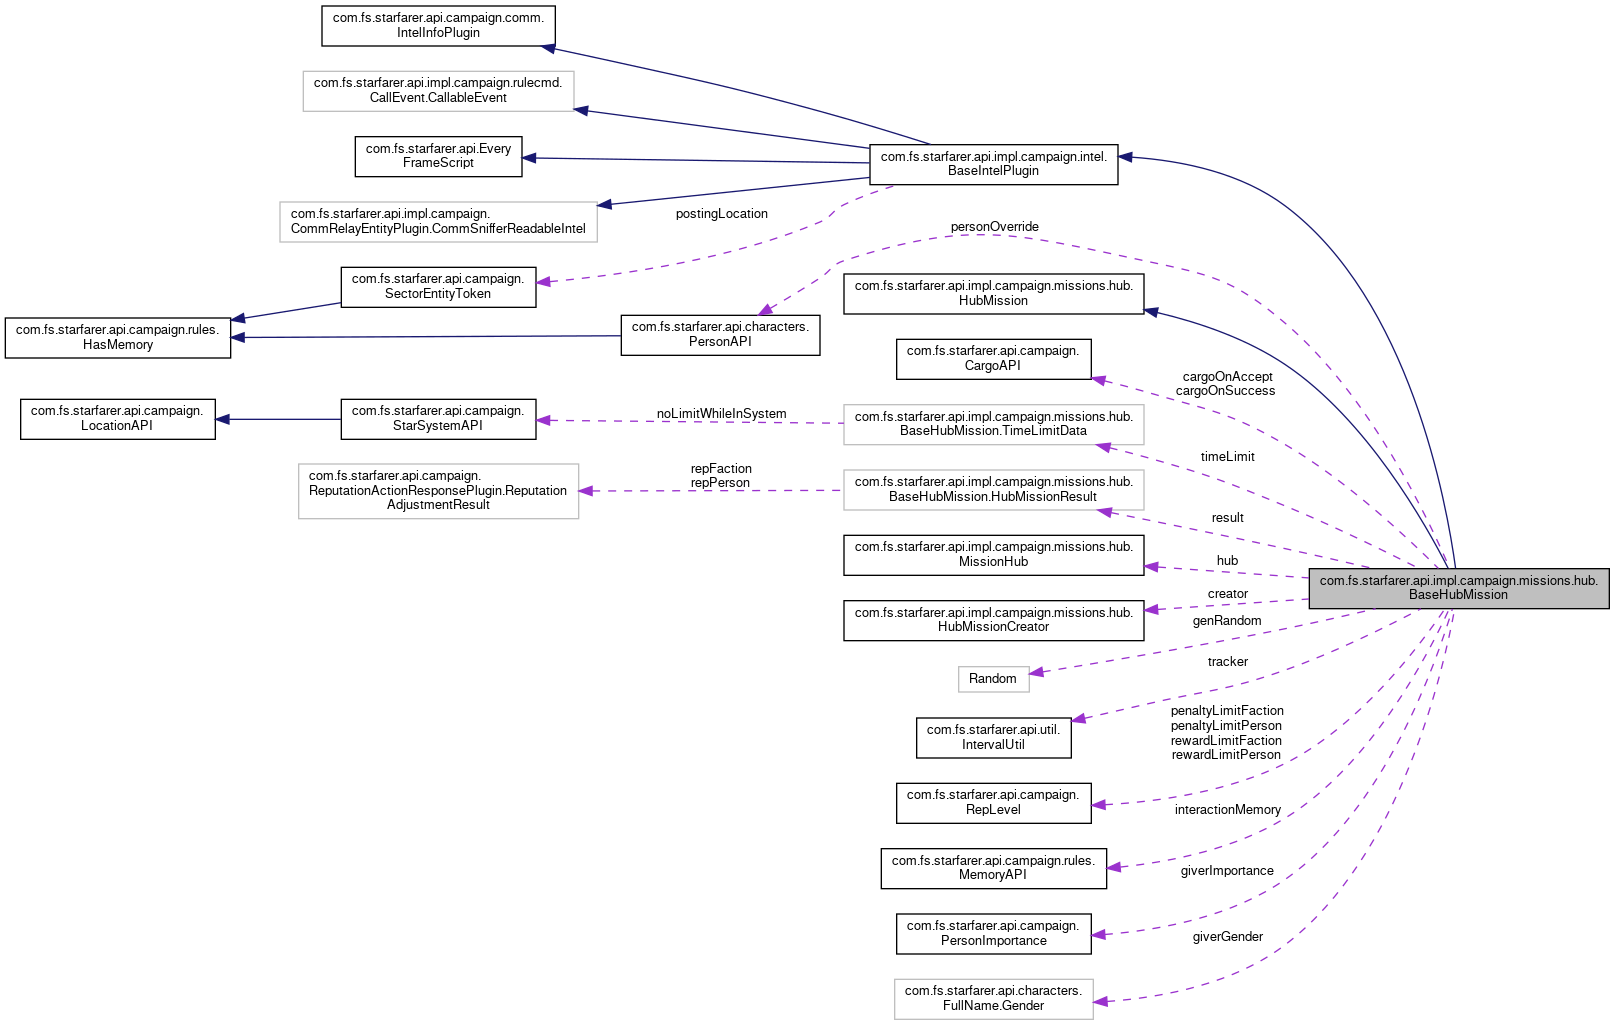 com.fs.starfarer.api.campaign.comm.
IntelInfoPlugin
com.fs.starfarer.api.impl.campaign.rulecmd.
CallEvent.CallableEvent
com.fs.starfarer.api.Every
FrameScript
com.fs.starfarer.api.impl.campaign.intel.
BaseIntelPlugin
com.fs.starfarer.api.impl.campaign.
CommRelayEntityPlugin.CommSnifferReadableIntel
postingLocation
personOverride
com.fs.starfarer.api.campaign.
SectorEntityToken
com.fs.starfarer.api.impl.campaign.missions.hub.
HubMission
com.fs.starfarer.api.campaign.rules.
HasMemory
com.fs.starfarer.api.characters.
PersonAPI
com.fs.starfarer.api.campaign.
CargoAPI
cargoOnAccept
cargoOnSuccess
com.fs.starfarer.api.campaign.
LocationAPI
com.fs.starfarer.api.campaign.
StarSystemAPI
noLimitWhileInSystem
com.fs.starfarer.api.impl.campaign.missions.hub.
BaseHubMission.TimeLimitData
timeLimit
com.fs.starfarer.api.campaign.
ReputationActionResponsePlugin.Reputation
AdjustmentResult
repFaction
repPerson
com.fs.starfarer.api.impl.campaign.missions.hub.
BaseHubMission.HubMissionResult
result
com.fs.starfarer.api.impl.campaign.missions.hub.
MissionHub
hub
com.fs.starfarer.api.impl.campaign.missions.hub.
BaseHubMission
com.fs.starfarer.api.impl.campaign.missions.hub.
HubMissionCreator
creator
genRandom
Random
tracker
com.fs.starfarer.api.util.
IntervalUtil
penaltyLimitFaction
penaltyLimitPerson
rewardLimitFaction
rewardLimitPerson
com.fs.starfarer.api.campaign.
RepLevel
interactionMemory
com.fs.starfarer.api.campaign.rules.
MemoryAPI
giverImportance
com.fs.starfarer.api.campaign.
PersonImportance
giverGender
com.fs.starfarer.api.characters.
FullName.Gender